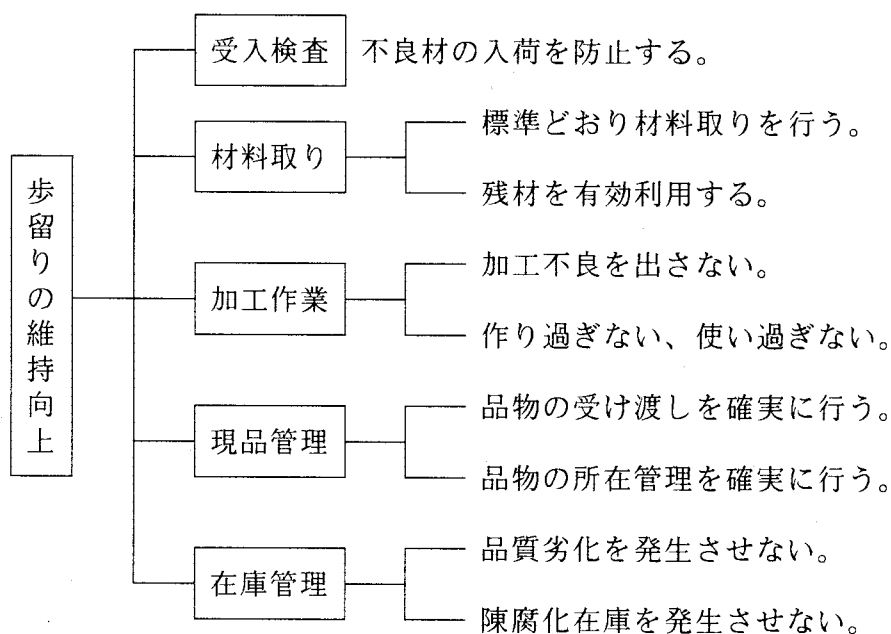 歩留りの維持向上
受入検査 不良材の入荷を防止する。
材料取り
標準どおり材料取りを行う。
残材を有効利用する。
加工作業
加工不良を出さない。
作り過ぎない、使い過ぎない。
現品管理
品物の受け渡しを確実に行う。
品物の所在管理を確実に行う。
在庫管理
品質劣化を発生させない。
陳腐化在庫を発生させない。